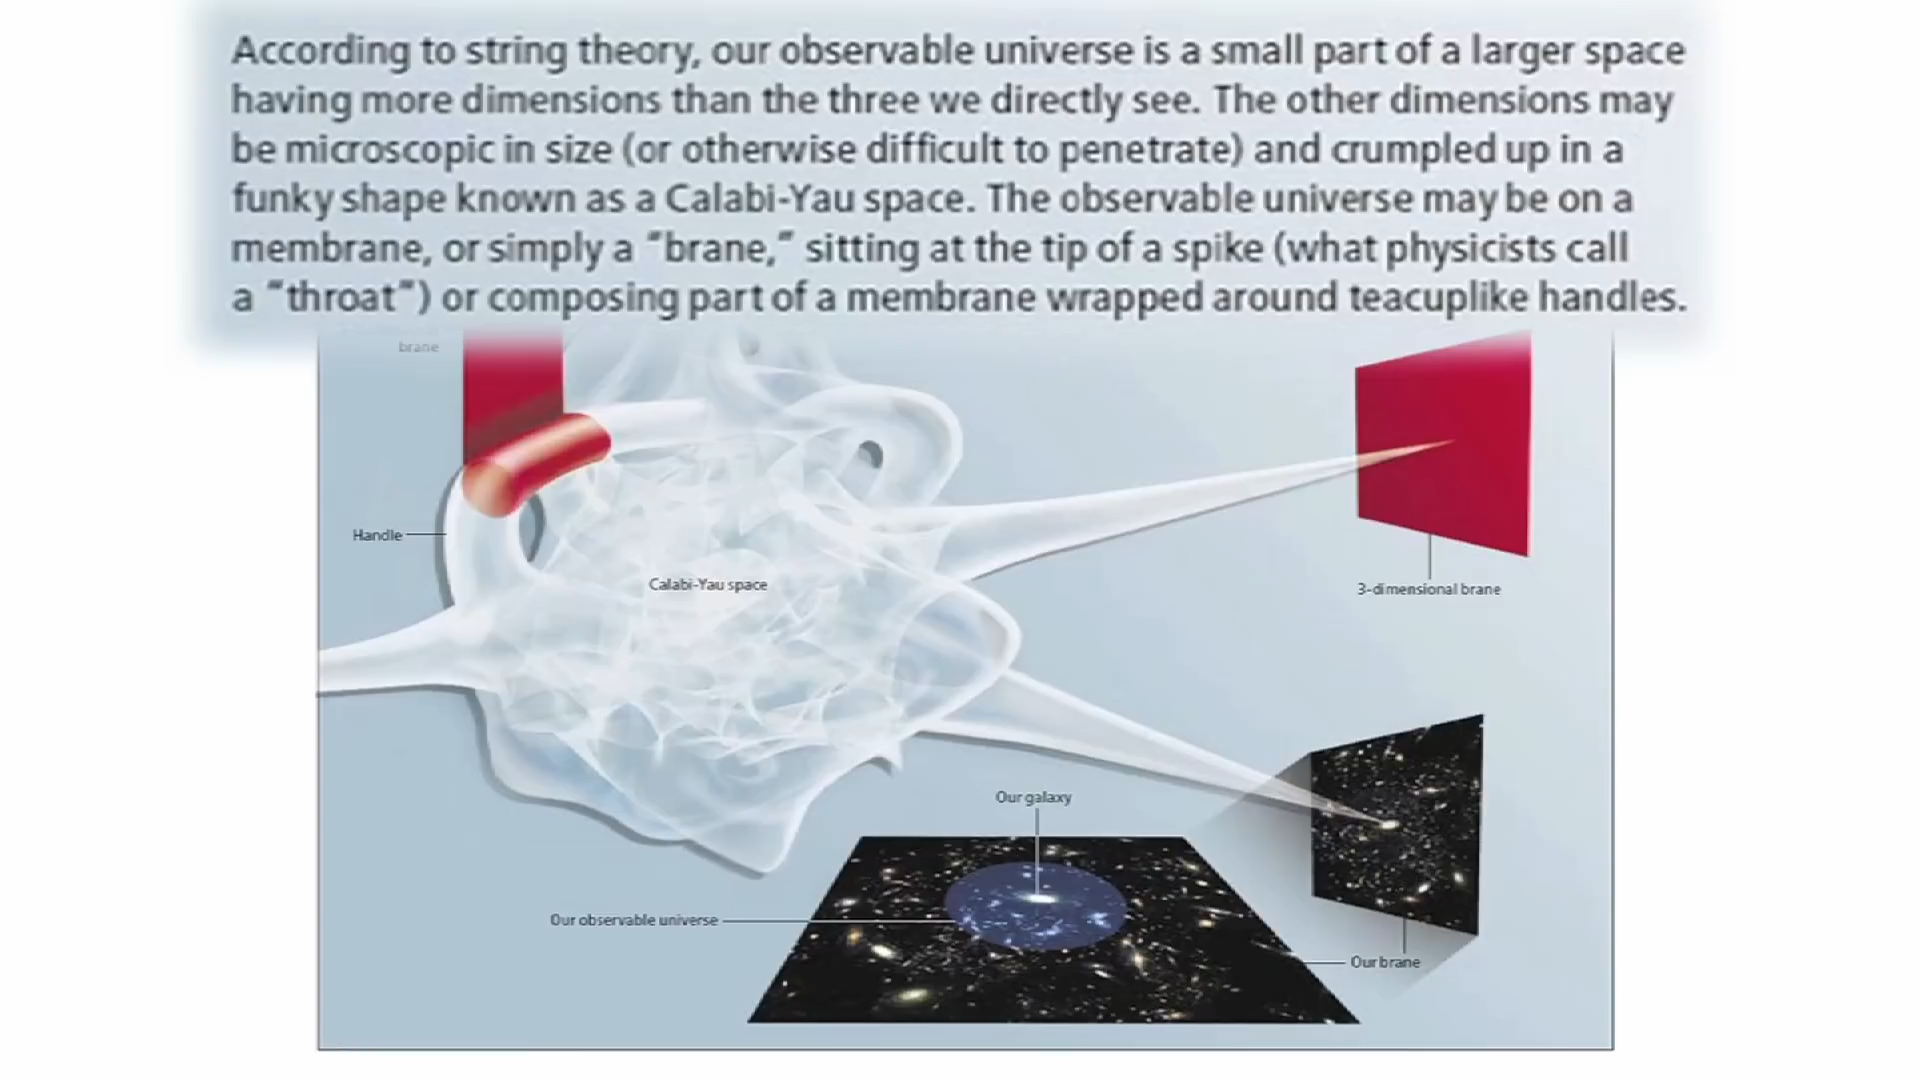 According to string theory, our observable universe is a small part of a larger space
having more dimensions than the three we directly see. The other dimensions may
be microscopic in size (or otherwise difficult to penetrate) and crumpled up in a
funky shape known as a Calabi-Yau space. The observable universe may be on a
membrane, or simply a “brane,” sitting at the tip of a spike (what physicists call
a “throat”) or composing part of a membrane wrapped around teacuplike handles.
brane
Handle
Calabi-Yau space
3-dimensional brane
Our galaxy
Our observable universe
Our brane